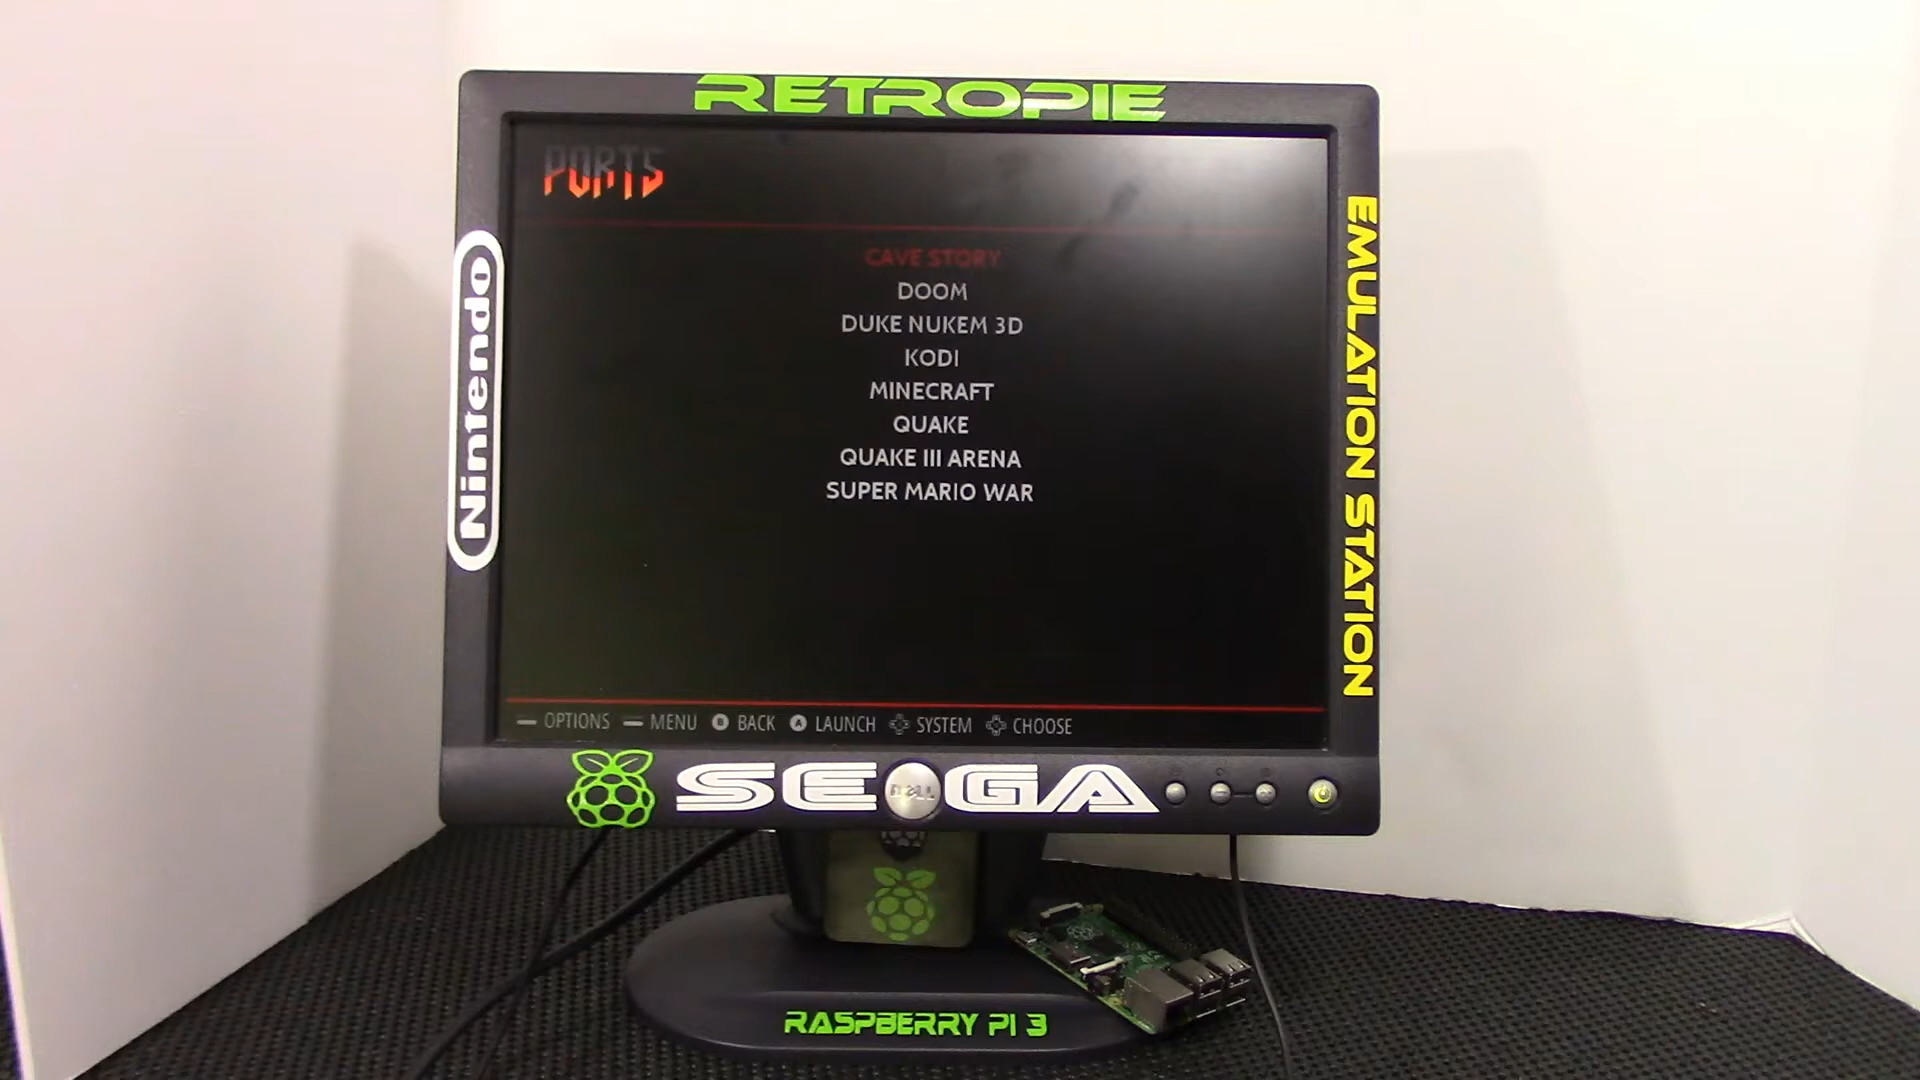 RETROPIE
PORTS
CAVE STORY
DOOM
DUKE NUKEM 3D
KODI
MINECRAFT
QUAKE
QUAKE III ARENA
SUPER MARIO WAR
OPTIONS MENU B BACK A LAUNCH SYSTEM CHOOSE
Nintendo
EMULATION STATION
SEGA
DELL
RASPBERRY PI 3